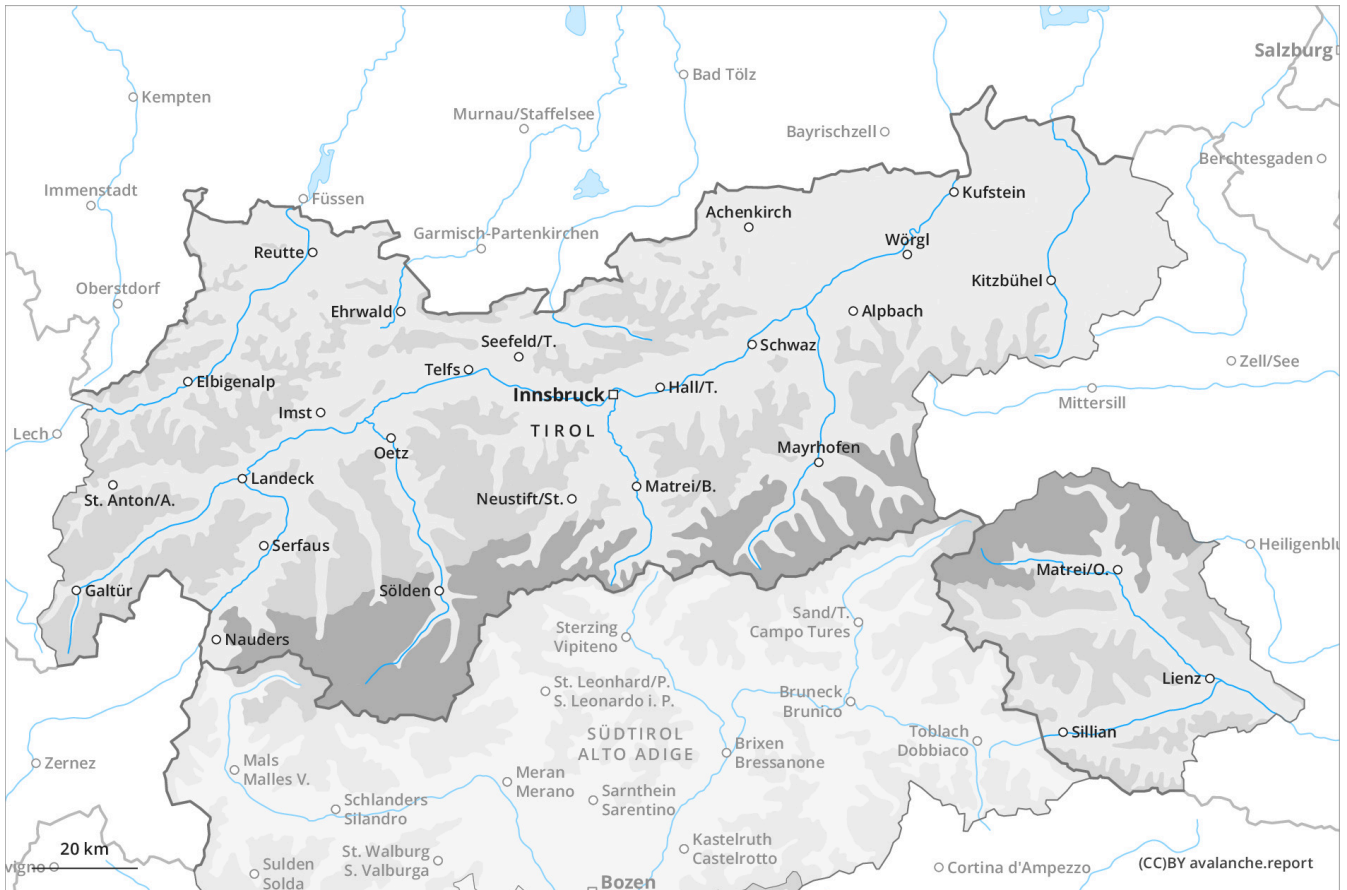 Salzburg
Bad Tölz
Kempten
Murnau/Staffelsee
Bayrischzell
Berchtesgaden
Immenstadt
Füssen
Kufstein
Achenkirch
Garmisch-Partenkirchen
Wörgl
Reutte
Kitzbühel
Oberstdorf
Ehrwald
Alpbach
Seefeld/T.
Schwaz
Zell/See
Telfs
Elbigenalp
Innsbruck
Hall/T.
Mittersill
Imst
TIROL
Lech
Oetz
Mayrhofen
Landeck
St. Anton/A.
Neustift/St.
Matrei/B.
Serfaus
Heiligenblu
Galtür
Sölden
Matrei/O.
Nauders
Sterzing
Vipiteno
Sand/T.
Campo Tures
St. Leonhard/P.
S. Leonardo i. P.
Lienz
Bruneck
Brunico
SÜDTIROL
ALTO ADIGE
Toblach
Dobbiaco
Sillian
Brixen
Bressanone
Zernez
Mals
Malles V.
Meran
Merano
Sarnthein
Sarentino
Schlanders
Silandro
Kastelruth
Castelrotto
20 km
St. Walburg
S. Valburga
vigno
Sulden
Solda
Cortina d'Ampezzo
(CC)BY avalanche.report
Bozen